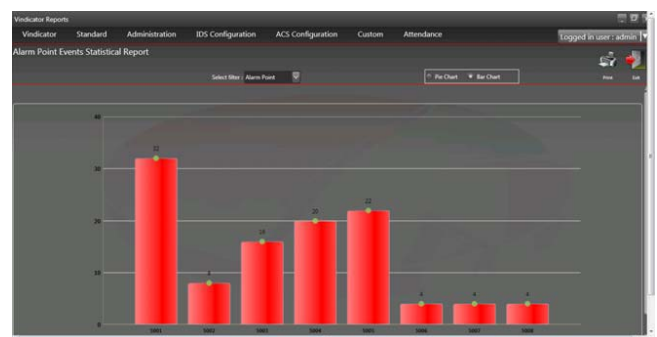 Vindicator Reports
Vindicator Standard Administration IDS Configuration ACS Configuration Custom Attendance Logged in user : admin
Alarm Point Events Statistical Report
Select filter : Alarm Point Pie Chart Bar Chart
Print Exit
40
32
30
22
20
20
16
10
8
4 4 4
0
5001 5002 5003 5004 5005 5006 5007 5008